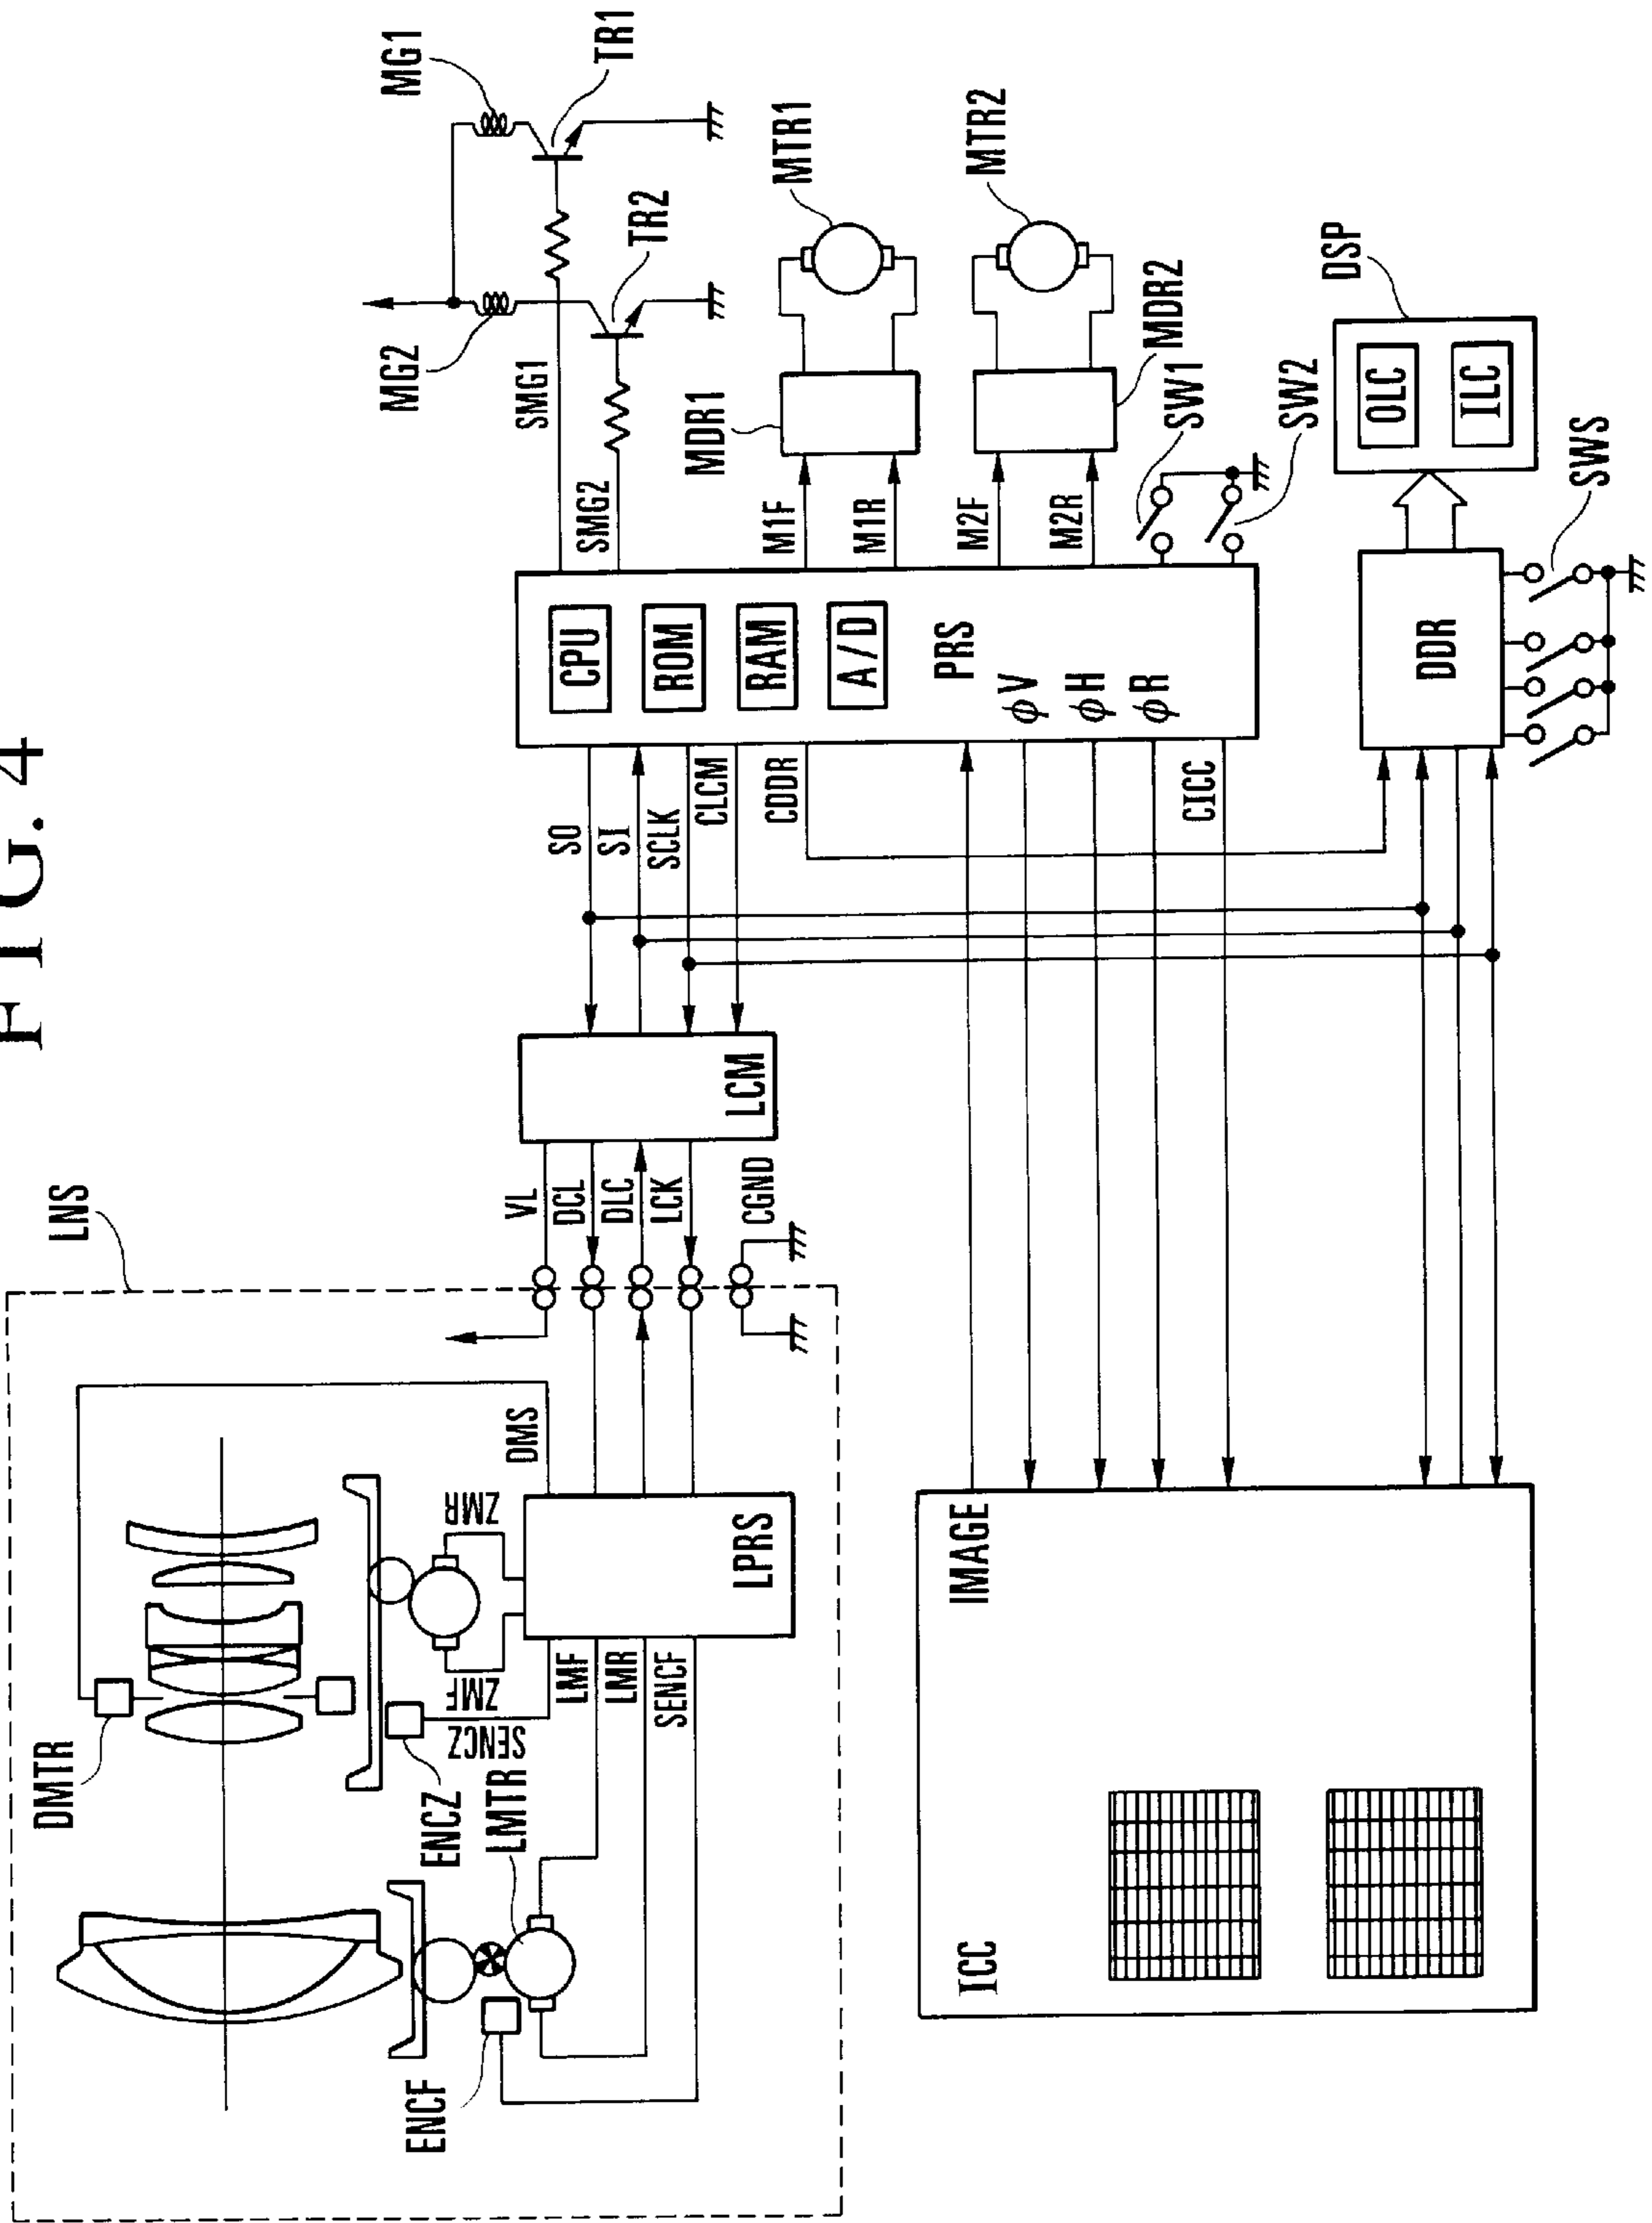 FIG. 4
LNS
DMTR
ENCZ
LMTR
ENCF
DMS
ZMR
ZMF
SENCZ
LMF
LMR
SENCF
LPRS
VL
DCL
DLC
LCK
CGND
LCM
SO
SI
SCLK
CLCM
CDDR
CPU
ROM
RAM
A/D
PRS
φV
φH
φR
CICC
SMG1
SMG2
MG1
MG2
TR1
TR2
M1F
M1R
M2F
M2R
MDR1
MDR2
MTR1
MTR2
SW1
SW2
DSP
OLC
ILC
DDR
SWS
IMAGE
ICC